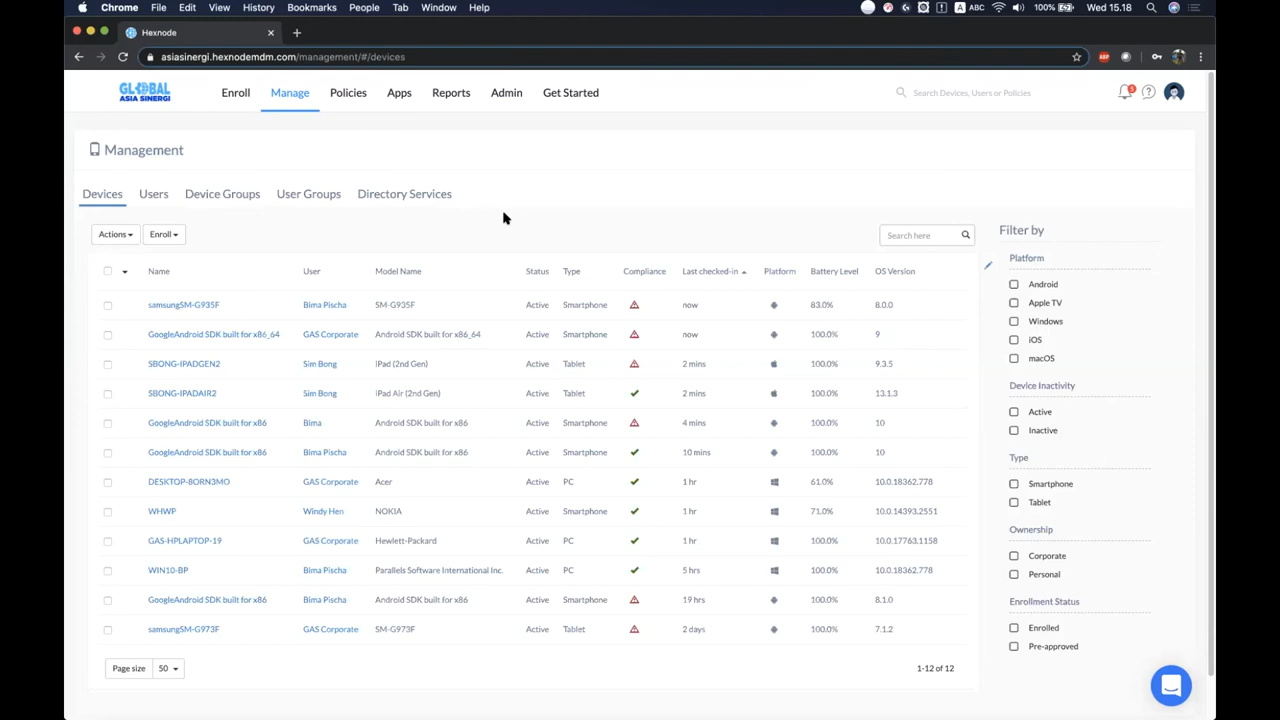 Chrome File Edit View History Bookmarks People Tab Window Help A ABC 100% Wed 15.18
Hexnode
asiasinergi.hexnodemdm.com/management/#/devices ABP
GLOBAL
ASIA SINERGI
Enroll Manage Policies Apps Reports Admin Get Started Search Devices, Users or Policies
Management
Devices Users Device Groups User Groups Directory Services
Actions Enroll Search here
Filter by
Name User Model Name Status Type Compliance Last checked-in Platform Battery Level OS Version
samsungSM-G935F Bima Pischa SM-G935F Active Smartphone now 83.0% 8.0.0
GoogleAndroid SDK built for x86_64 GAS Corporate Android SDK built for x86_64 Active Smartphone now 100.0% 9
SBONG-IPADGEN2 Sim Bong iPad (2nd Gen) Active Tablet 2 mins 100.0% 9.3.5
SBONG-IPADAIR2 Sim Bong iPad Air (2nd Gen) Active Tablet 2 mins 100.0% 13.1.3
GoogleAndroid SDK built for x86 Bima Android SDK built for x86 Active Smartphone 4 mins 100.0% 10
GoogleAndroid SDK built for x86 Bima Pischa Android SDK built for x86 Active Smartphone 10 mins 100.0% 10
DESKTOP-8ORN3MO GAS Corporate Acer Active PC 1 hr 61.0% 10.0.18362.778
WHWP Windy Hen NOKIA Active Smartphone 1 hr 71.0% 10.0.14393.2551
GAS-HPLAPTOP-19 GAS Corporate Hewlett-Packard Active PC 1 hr 100.0% 10.0.17763.1158
WIN10-BP Bima Pischa Parallels Software International Inc. Active PC 5 hrs 100.0% 10.0.18362.778
GoogleAndroid SDK built for x86 Bima Pischa Android SDK built for x86 Active Smartphone 19 hrs 100.0% 8.1.0
samsungSM-G973F GAS Corporate SM-G973F Active Tablet 2 days 100.0% 7.1.2
Page size 50 1-12 of 12
Platform
Android
Apple TV
Windows
iOS
macOS
Device Inactivity
Active
Inactive
Type
Smartphone
Tablet
Ownership
Corporate
Personal
Enrollment Status
Enrolled
Pre-approved